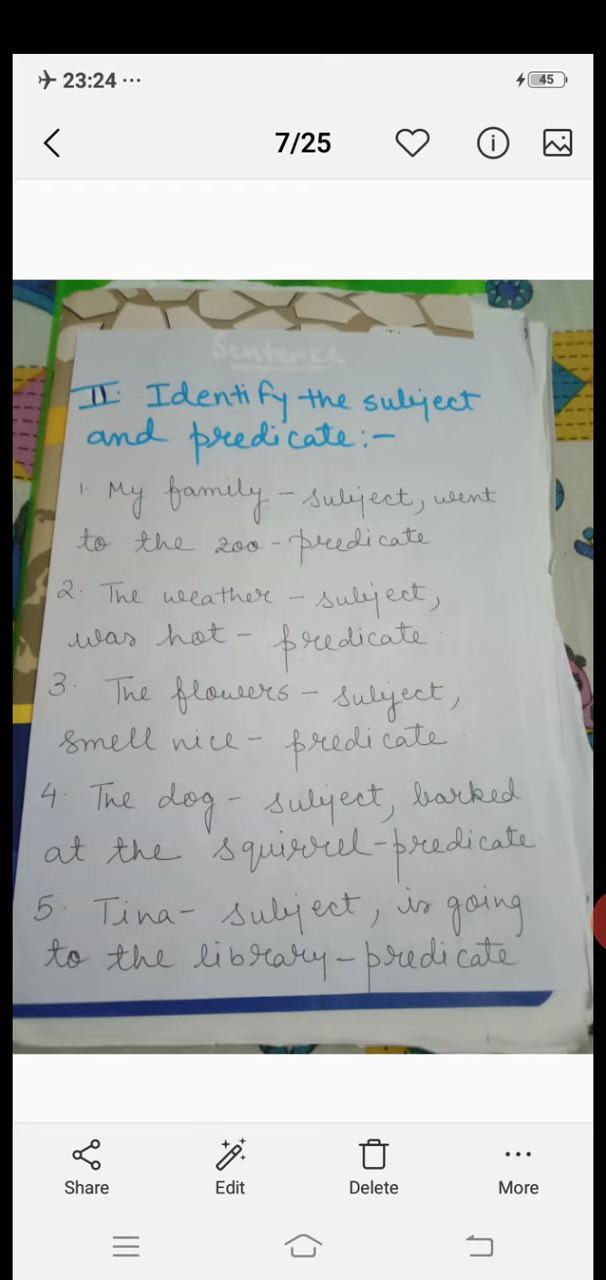 23:24 ...
45
7/25
Sentences
II. Identify the subject
and predicate:-
1. My family - subject, went
to the zoo - predicate
2. The weather - subject,
was hot - predicate.
3. The flowers - subject,
smell nice - predicate.
4. The dog - subject, barked
at the squirrel - predicate.
5. Tina - subject, is going
to the library - predicate
Share Edit Delete More